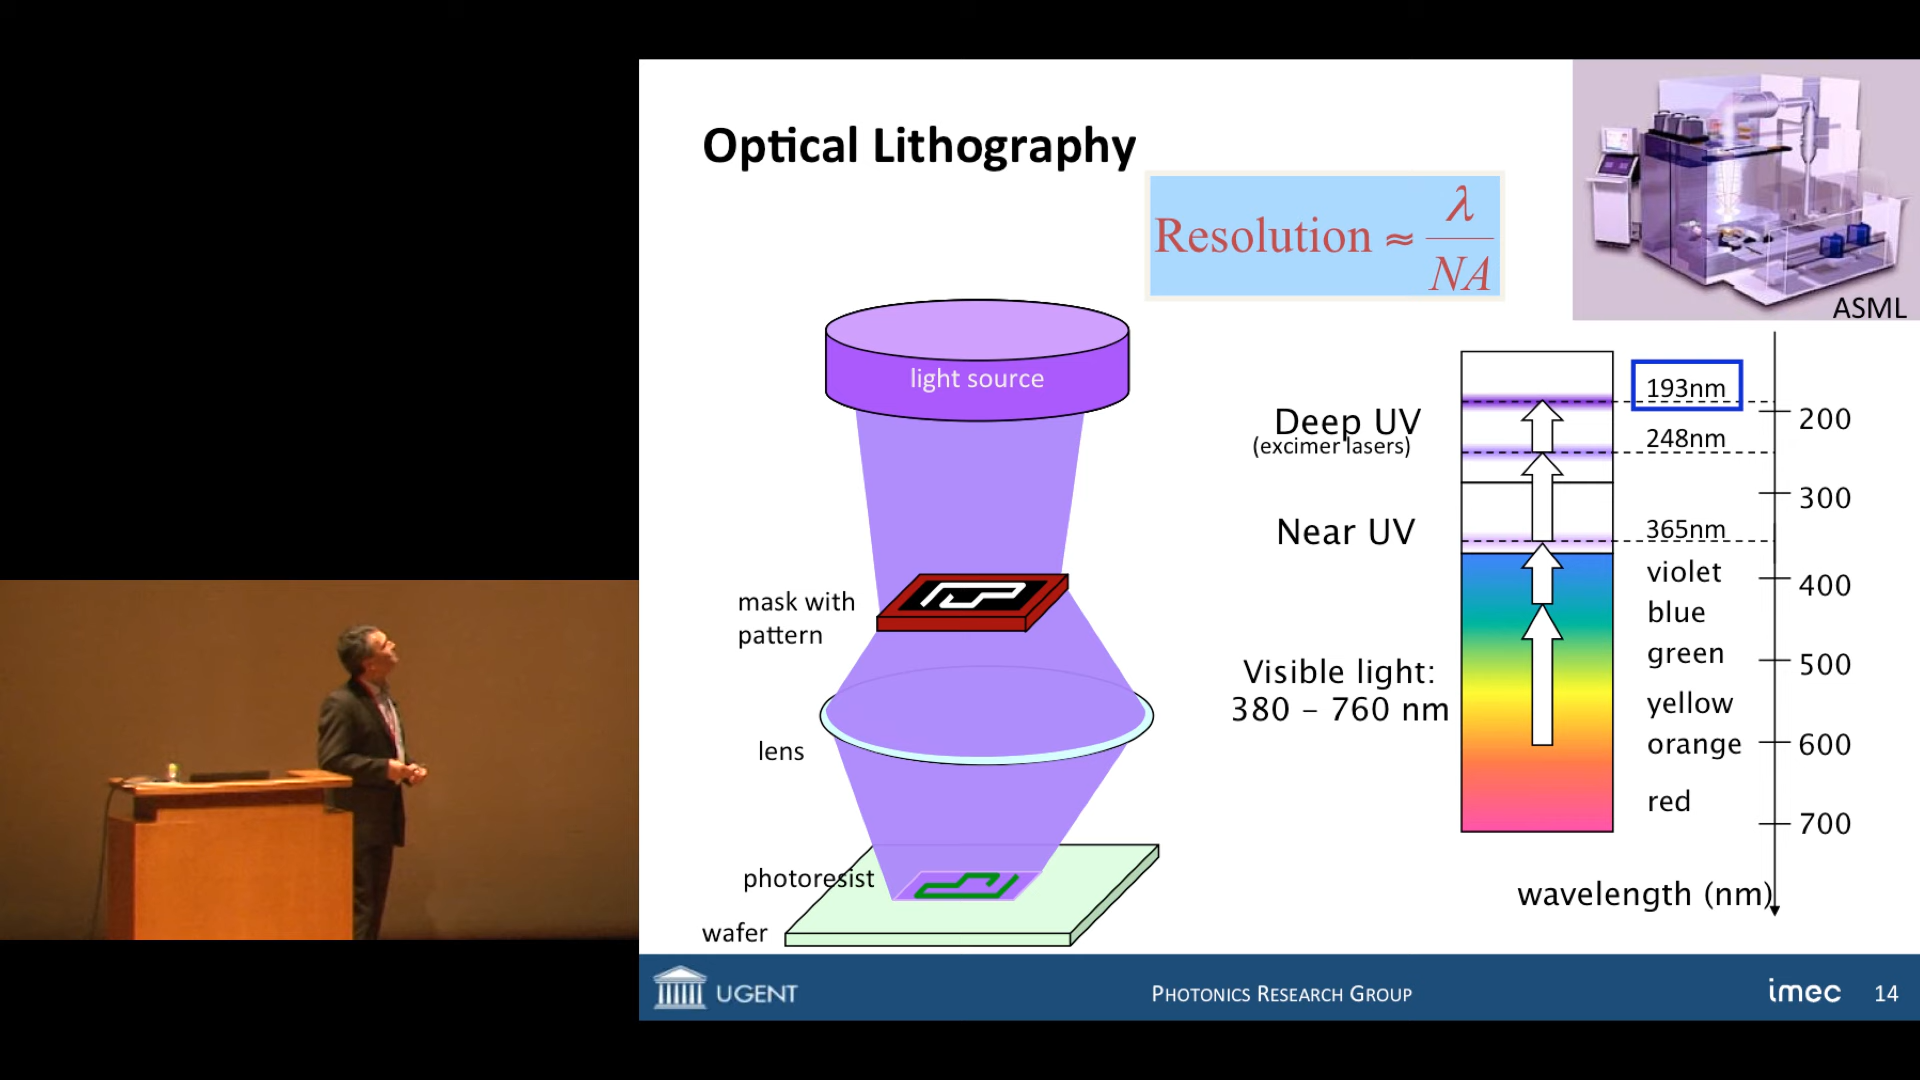 Optical Lithography
Resolution ≈ λ
NA
ASML
light source
mask with
pattern
lens
photoresist
wafer
Deep UV
(excimer lasers)
Near UV
Visible light:
380 – 760 nm
193nm
248nm
365nm
violet
blue
green
yellow
orange
red
200
300
400
500
600
700
wavelength (nm)
UGENT
PHOTONICS RESEARCH GROUP
imec
14